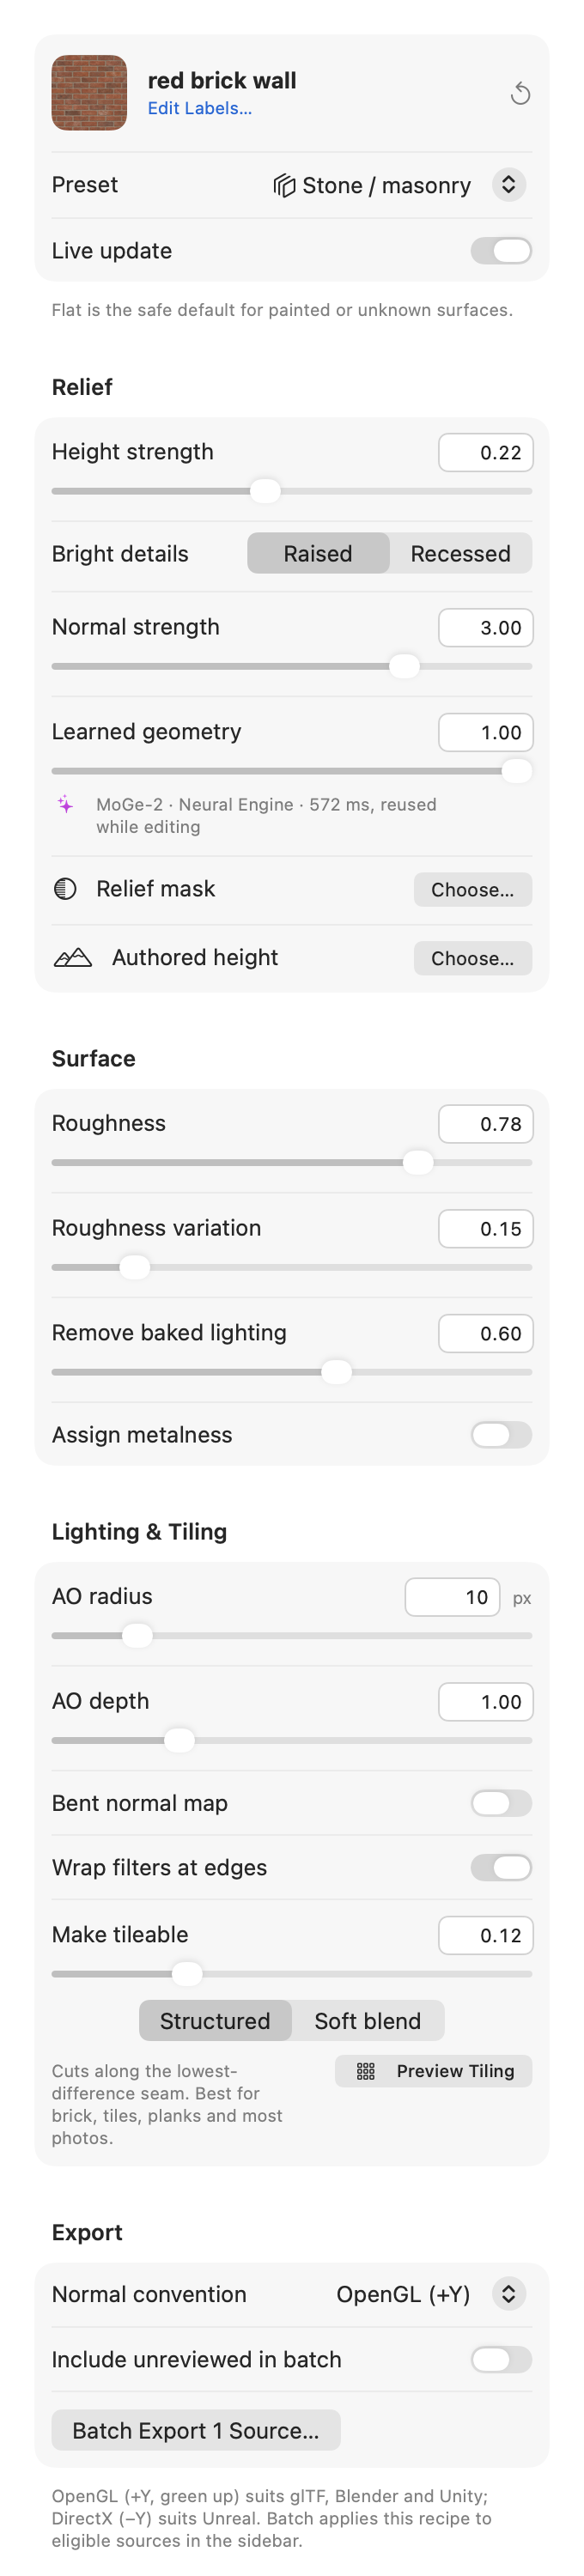 red brick wall
Edit Labels...
Preset
Stone / masonry
Live update
Flat is the safe default for painted or unknown surfaces.
Relief
Height strength
0.22
Bright details
Raised
Recessed
Normal strength
3.00
Learned geometry
1.00
MoGe-2 · Neural Engine · 572 ms, reused
while editing
Relief mask
Choose...
Authored height
Choose...
Surface
Roughness
0.78
Roughness variation
0.15
Remove baked lighting
0.60
Assign metalness
Lighting & Tiling
AO radius
10 px
AO depth
1.00
Bent normal map
Wrap filters at edges
Make tileable
0.12
Structured
Soft blend
Cuts along the lowest-
difference seam. Best for
brick, tiles, planks and most
photos.
Preview Tiling
Export
Normal convention
OpenGL (+Y)
Include unreviewed in batch
Batch Export 1 Source...
OpenGL (+Y, green up) suits glTF, Blender and Unity;
DirectX (−Y) suits Unreal. Batch applies this recipe to
eligible sources in the sidebar.